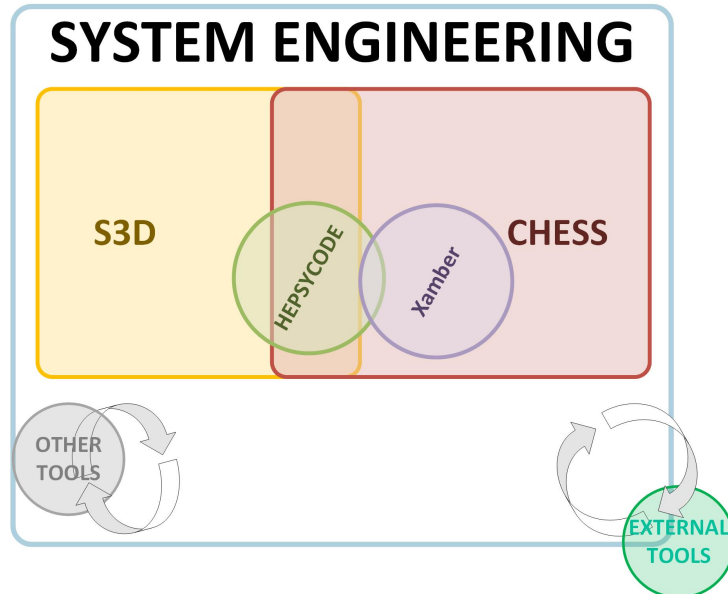 SYSTEM ENGINEERING
S3D
HEPSYCODE
Xamber
CHESS
OTHER
TOOLS
EXTERNAL
TOOLS